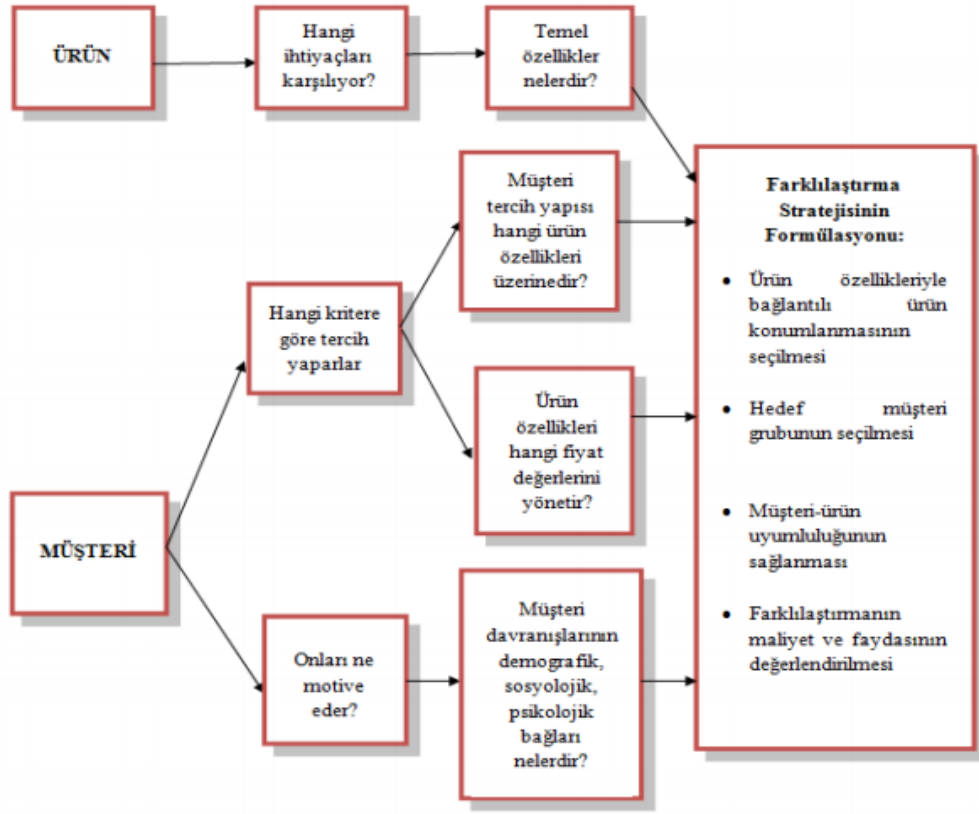 ÜRÜN
Hangi
ihtiyaçları
karşılıyor?
Temel
özellikler
nelerdir?
Müşteri
tercih yapısı
hangi ürün
özellikleri
üzerinedir?
Hangi kritere
göre tercih
yaparlar
Ürün
özellikleri
hangi fiyat
değerlerini
yönetir?
MÜŞTERİ
Onları ne
motive
eder?
Müşteri
davranışlarının
demografik,
sosyolojik,
psikolojik
bağları
nelerdir?
Farklılaştırma
Stratejisinin
Formülasyonu:
• Ürün özellikleriyle
bağlantılı ürün
konumlanmasının
seçilmesi
• Hedef müşteri
grubunun seçilmesi
• Müşteri-ürün
uyumluluğunun
sağlanması
• Farklılaştırmanın
maliyet ve faydasının
değerlendirilmesi